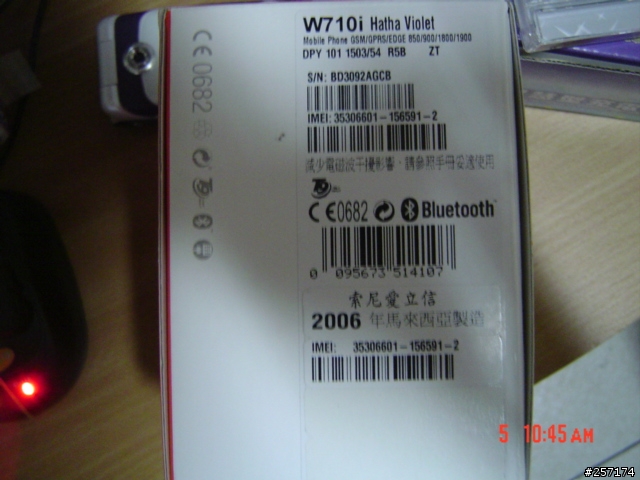 W710i Hatha Violet
Mobile Phone GSM/GPRS/EDGE 850/900/1800/1900
DPY 101 1503/54 R5B ZT
S/N: BD3092AGCB
IMEI: 35306601-156591-2
減少電磁波干擾影響，請參照手冊妥適使用
CE0682 Bluetooth
0 095673 514107
索尼愛立信
2006 年馬來西亞製造
IMEI: 35306601-156591-2
CE 0682
5 10:45 AM
#257174